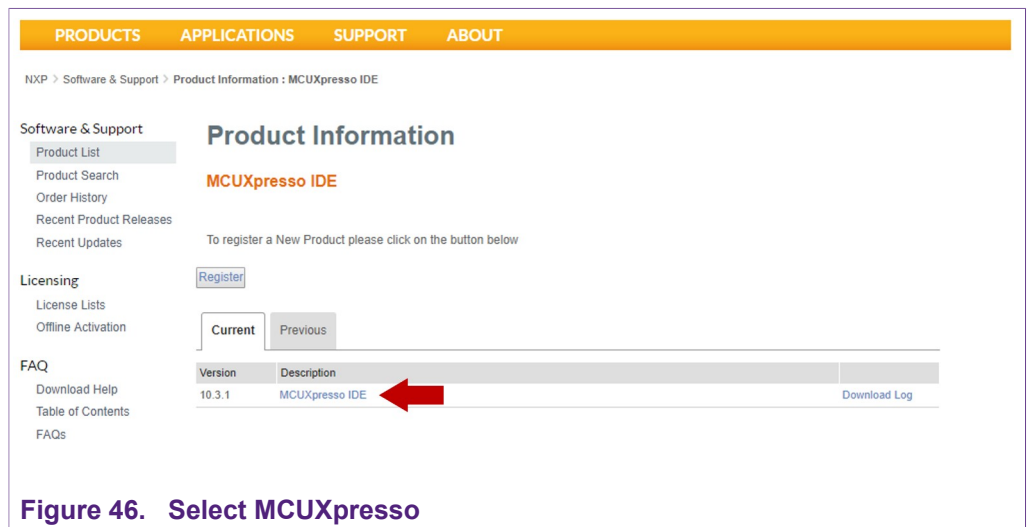 PRODUCTS APPLICATIONS SUPPORT ABOUT
NXP > Software & Support > Product Information : MCUXpresso IDE
Software & Support
Product List
Product Search
Order History
Recent Product Releases
Recent Updates
Licensing
License Lists
Offline Activation
FAQ
Download Help
Table of Contents
FAQs
Product Information
MCUXpresso IDE
To register a New Product please click on the button below
Register
Current Previous
Version Description
10.3.1 MCUXpresso IDE Download Log
Figure 46. Select MCUXpresso